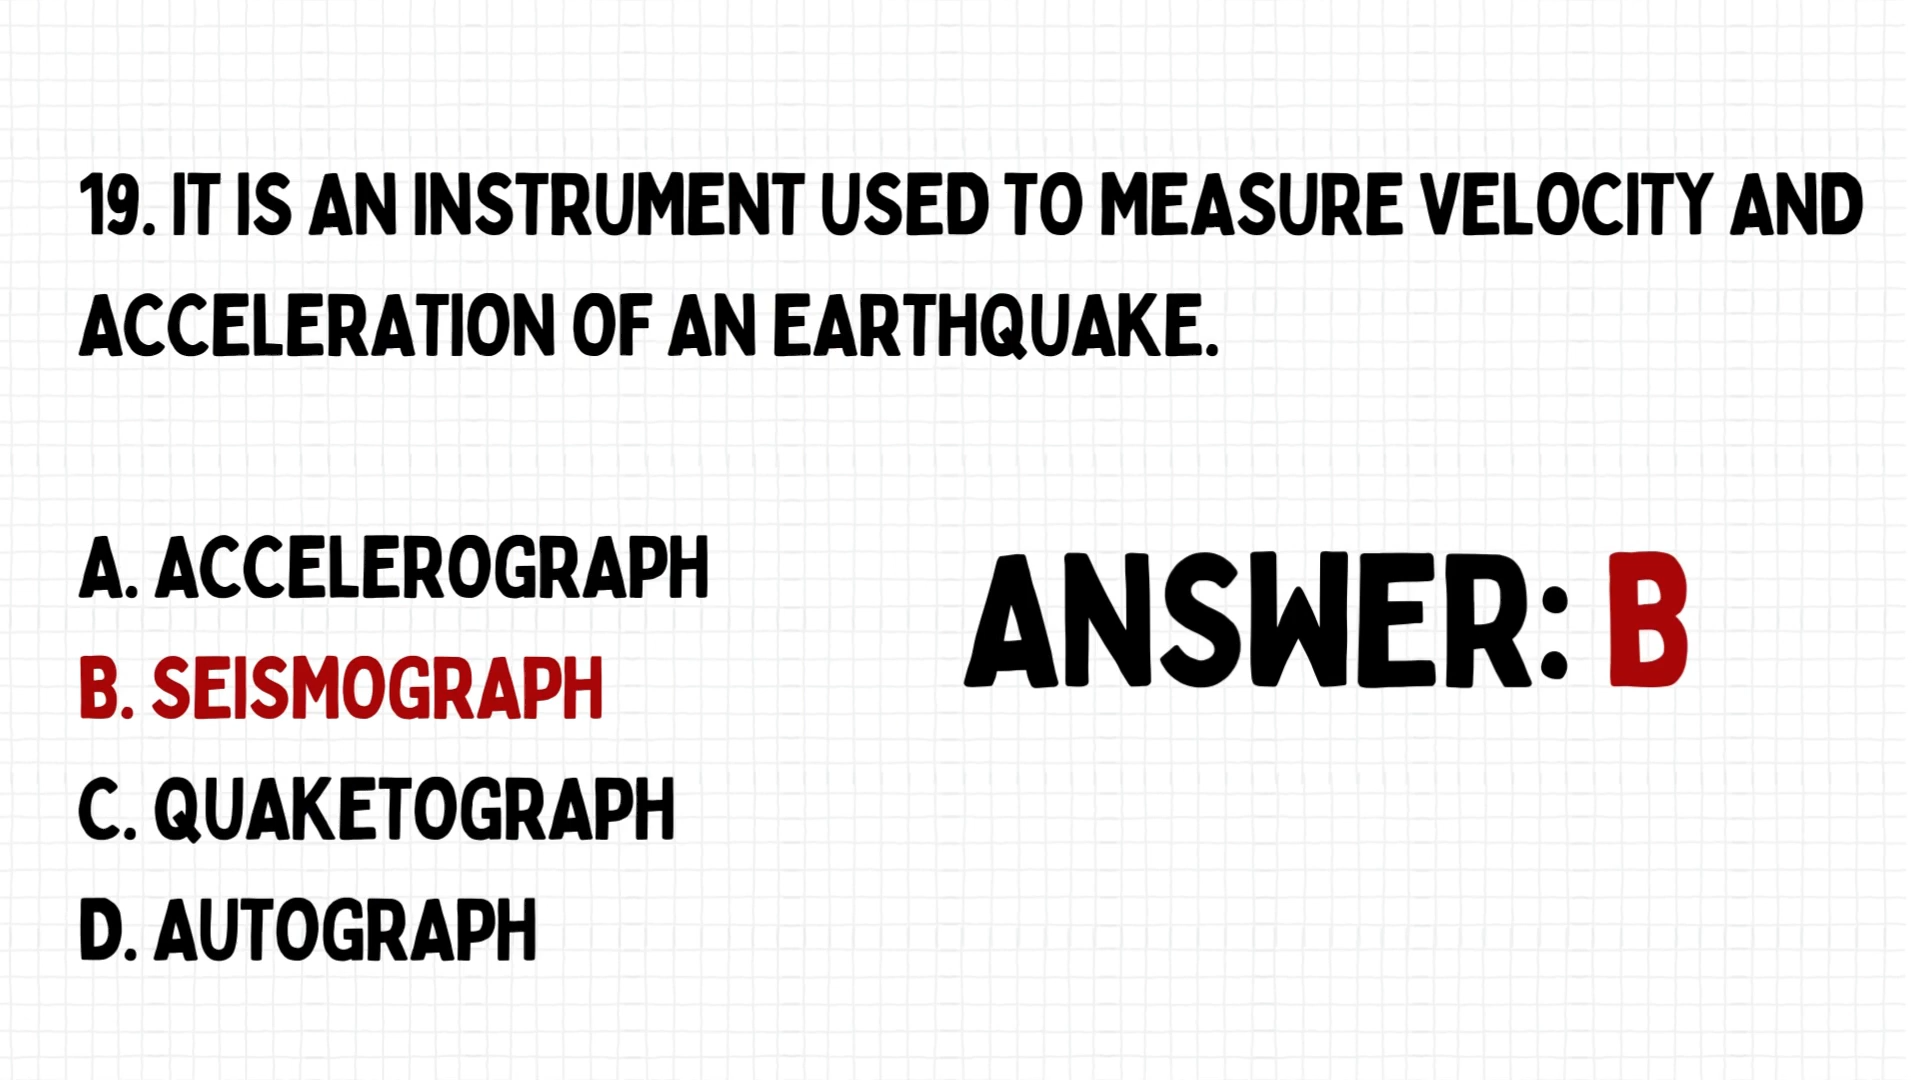 19. IT IS AN INSTRUMENT USED TO MEASURE VELOCITY AND
ACCELERATION OF AN EARTHQUAKE.
A. ACCELEROGRAPH
B. SEISMOGRAPH
C. QUAKETOGRAPH
D. AUTOGRAPH
ANSWER: B